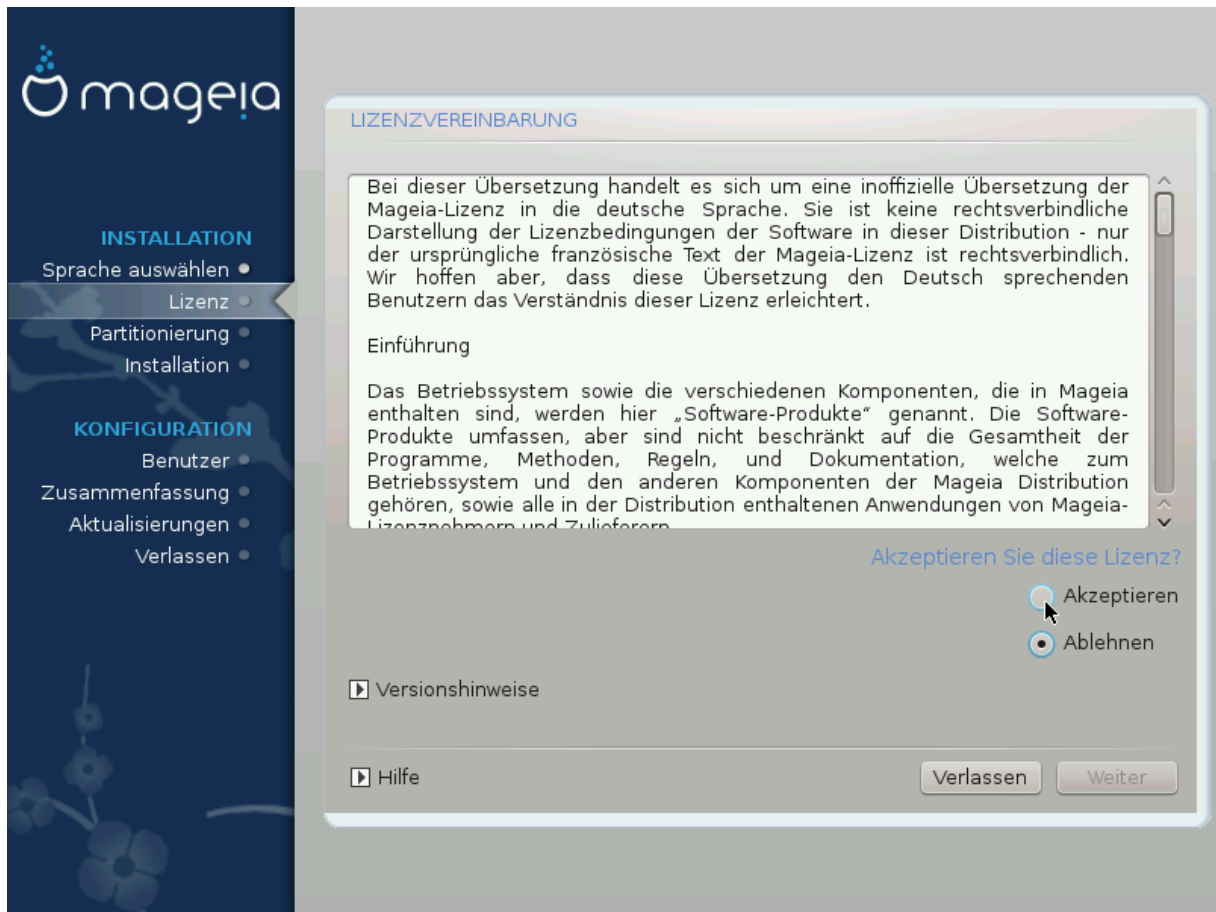 mageia
INSTALLATION
Sprache auswählen
Lizenz
Partitionierung
Installation
KONFIGURATION
Benutzer
Zusammenfassung
Aktualisierungen
Verlassen
LIZENZVEREINBARUNG
Bei dieser Übersetzung handelt es sich um eine inoffizielle Übersetzung der
Mageia-Lizenz in die deutsche Sprache. Sie ist keine rechtsverbindliche
Darstellung der Lizenzbedingungen der Software in dieser Distribution - nur
der ursprüngliche französische Text der Mageia-Lizenz ist rechtsverbindlich.
Wir hoffen aber, dass diese Übersetzung den Deutsch sprechenden
Benutzern das Verständnis dieser Lizenz erleichtert.
Einführung
Das Betriebssystem sowie die verschiedenen Komponenten, die in Mageia
enthalten sind, werden hier „Software-Produkte“ genannt. Die Software-
Produkte umfassen, aber sind nicht beschränkt auf die Gesamtheit der
Programme, Methoden, Regeln, und Dokumentation, welche zum
Betriebssystem und den anderen Komponenten der Mageia Distribution
gehören, sowie alle in der Distribution enthaltenen Anwendungen von Mageia-
Lizenznehmern und Zulieferern.
Akzeptieren Sie diese Lizenz?
Akzeptieren
Ablehnen
Versionshinweise
Hilfe
Verlassen
Weiter